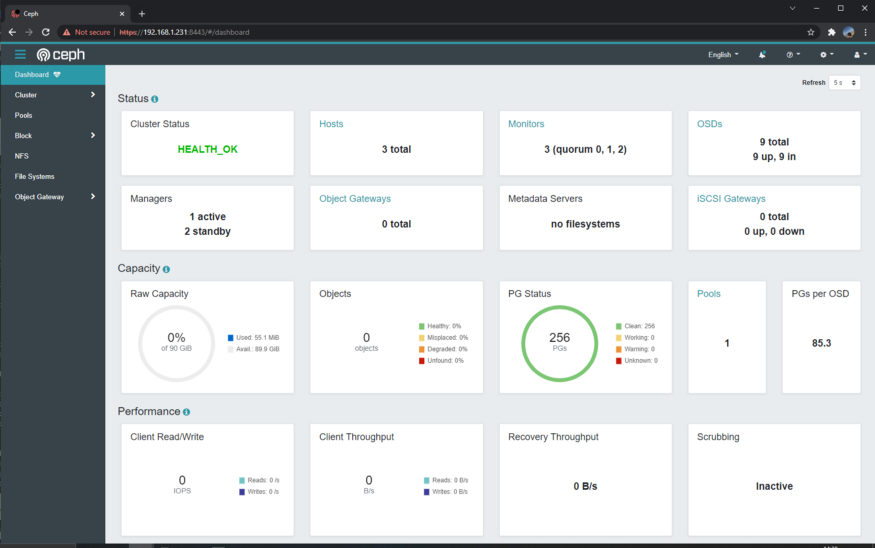 Ceph
Not secure | https://192.168.1.231:8443/#/dashboard
ceph
English
Dashboard
Cluster
Pools
Block
NFS
File Systems
Object Gateway
Refresh 5 s
Status
Cluster Status
HEALTH_OK
Hosts
3 total
Monitors
3 (quorum 0, 1, 2)
OSDs
9 total
9 up, 9 in
Managers
1 active
2 standby
Object Gateways
0 total
Metadata Servers
no filesystems
iSCSI Gateways
0 total
0 up, 0 down
Capacity
Raw Capacity
0%
of 90 GiB
Used: 55.1 MiB
Avail.: 89.9 GiB
Objects
0
objects
Healthy: 0%
Misplaced: 0%
Degraded: 0%
Unfound: 0%
PG Status
256
PGs
Clean: 256
Working: 0
Warning: 0
Unknown: 0
Pools
1
PGs per OSD
85.3
Performance
Client Read/Write
0
IOPS
Reads: 0 /s
Writes: 0 /s
Client Throughput
0
B/s
Reads: 0 B/s
Writes: 0 B/s
Recovery Throughput
0 B/s
Scrubbing
Inactive